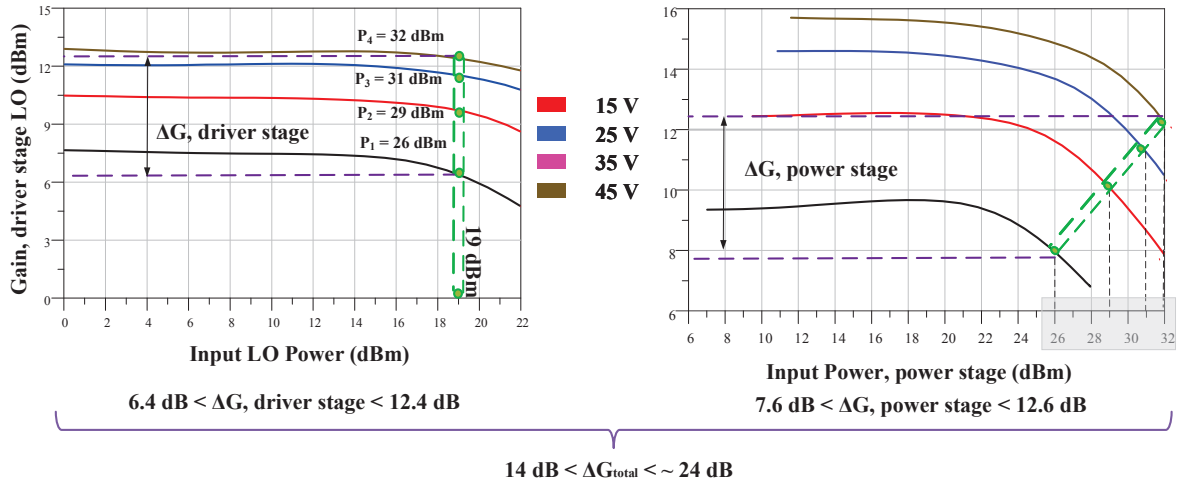 Gain, driver stage LO (dBm)
15
12
9
6
3
0
P4 = 32 dBm
P3 = 31 dBm
P2 = 29 dBm
P1 = 26 dBm
ΔG, driver stage
19 dBm
0 2 4 6 8 10 12 14 16 18 20 22
Input LO Power (dBm)
15 V
25 V
35 V
45 V
16
14
12
10
8
6
ΔG, power stage
6 8 10 12 14 16 18 20 22 24 26 28 30 32
Input Power, power stage (dBm)
6.4 dB < ΔG, driver stage < 12.4 dB
7.6 dB < ΔG, power stage < 12.6 dB
14 dB < ΔGtotal < ~ 24 dB